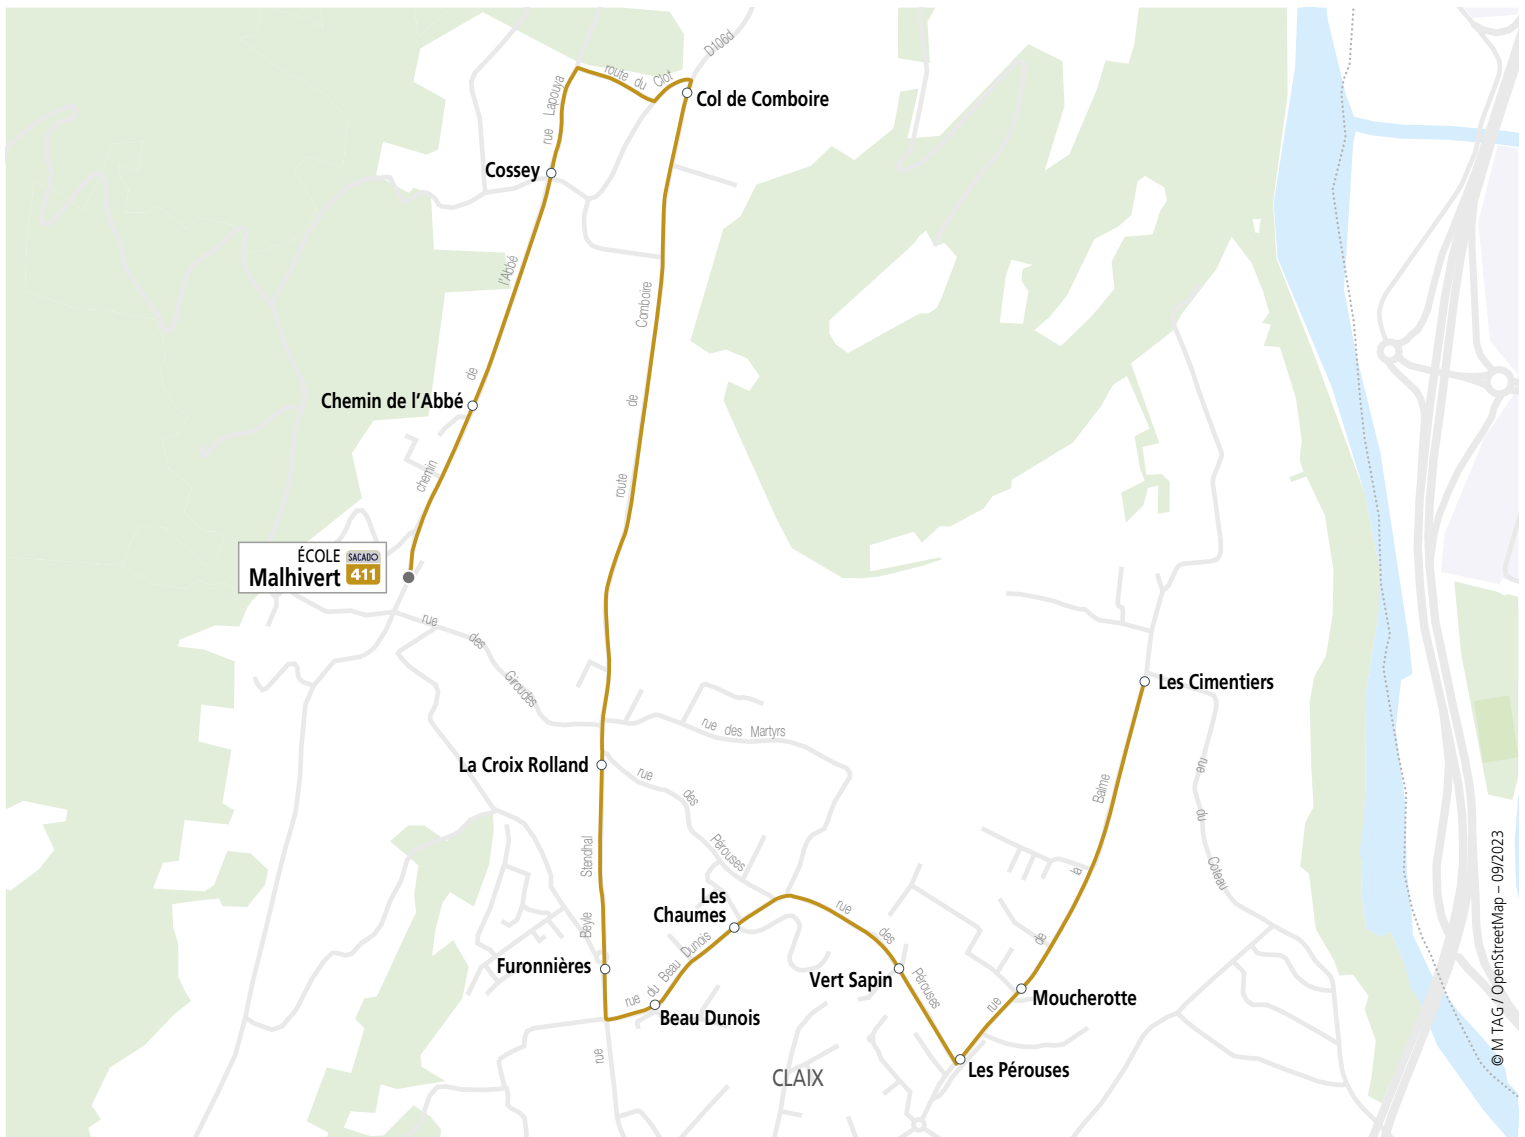 D106d
route du Clot
Col de Comboire
rue Lapouya
Cossey
l'Abbé
Comboire
de
de
Chemin de l'Abbé
chemin
route
ÉCOLE SACADO
Malhivert 411
rue des Giroudes
Les Cimentiers
rue des Martyrs
La Croix Rolland
rue des Pérouses
Balme
rue du Coteau
Stendhal
la
Les
Chaumes
rue des Pérouses
Beyle
rue du Beau Dunois
de
Furonnières
Vert Sapin
Moucherotte
rue
Beau Dunois
rue
Les Pérouses
CLAIX
© M TAG / OpenStreetMap – 09/2023